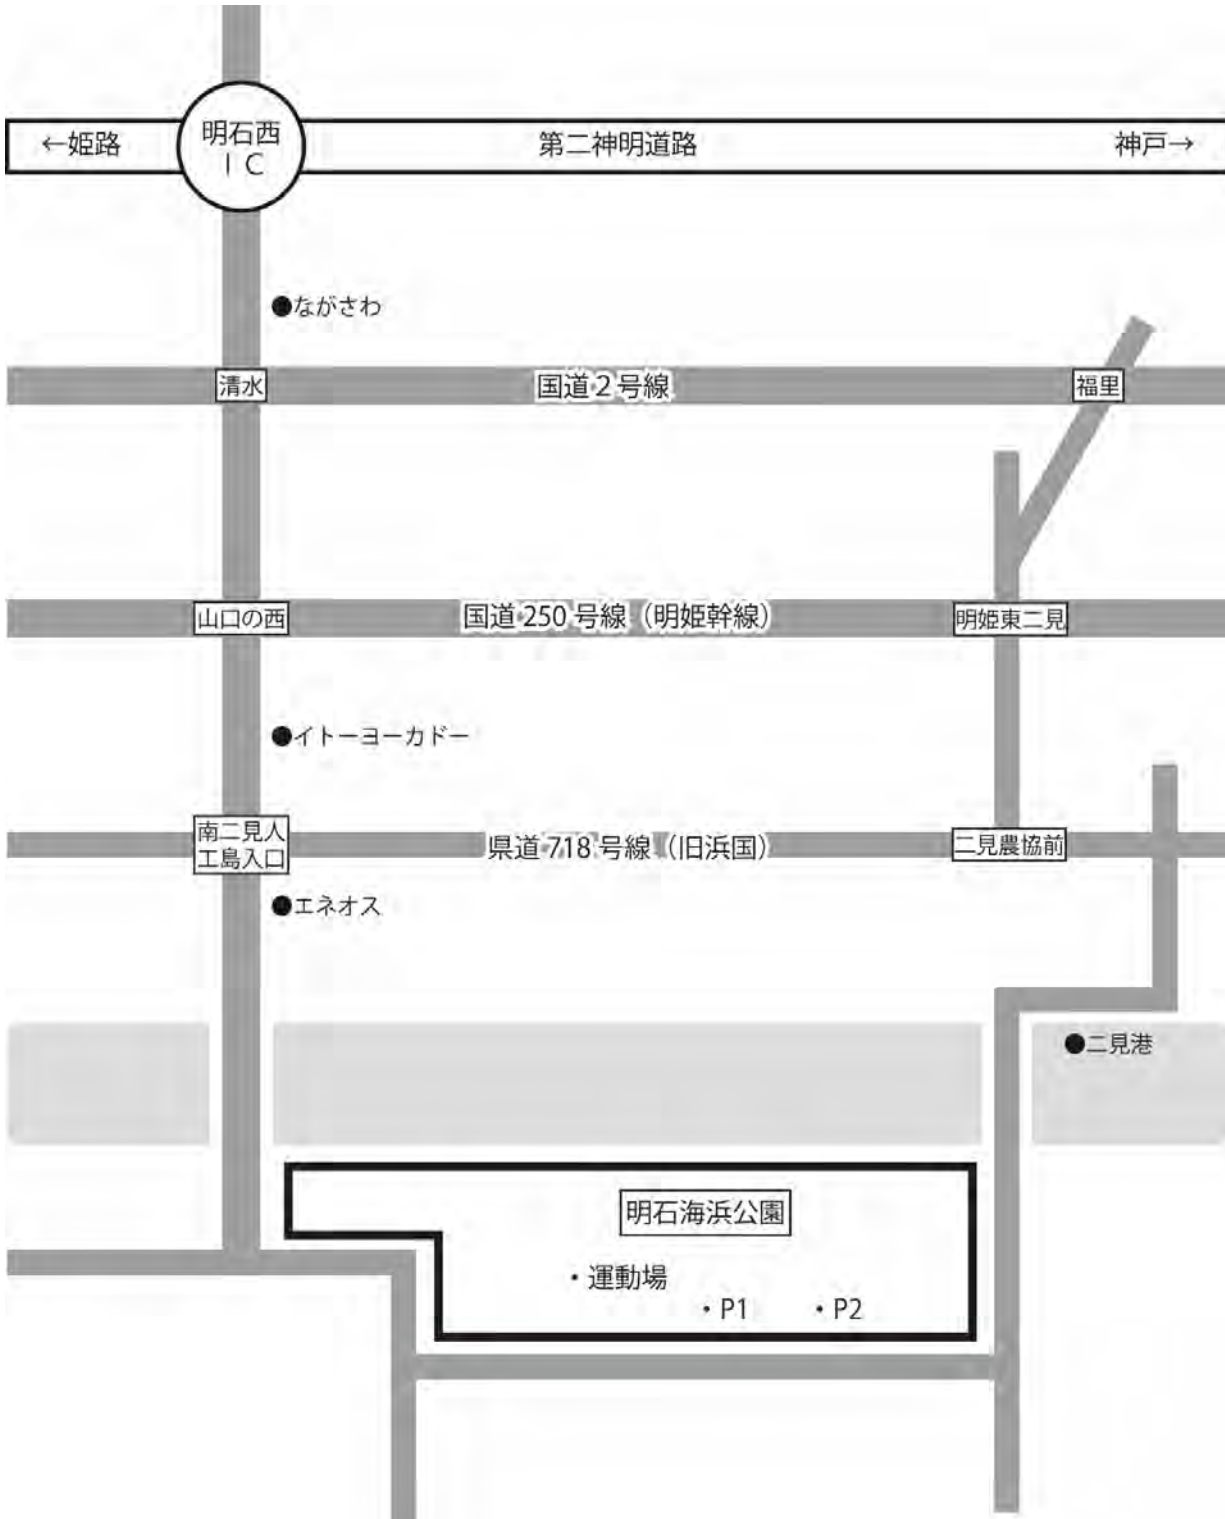 ←姫路
明石西
IC
第二神明道路
神戸→
●ながさわ
清水
国道2号線
福里
山口の西
国道250号線（明姫幹線）
明姫東二見
●イトーヨーカドー
南二見人
工島入口
県道718号線（旧浜国）
二見農協前
●エネオス
●二見港
明石海浜公園
・運動場
・P1
・P2